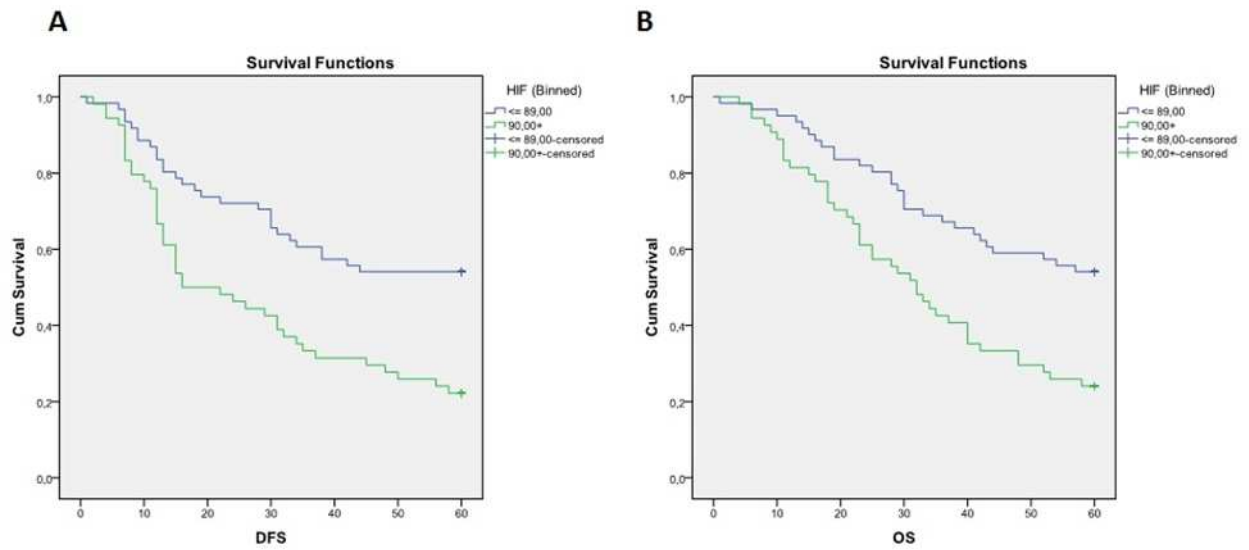 A
Survival Functions
Cum Survival
1,0
0,8
0,6
0,4
0,2
0,0
0 10 20 30 40 50 60
DFS
HIF (Binned)
<= 89,00
90,00+
<= 89,00-censored
90,00+-censored
B
Survival Functions
Cum Survival
1,0
0,8
0,6
0,4
0,2
0,0
0 10 20 30 40 50 60
OS
HIF (Binned)
<= 89,00
90,00+
<= 89,00-censored
90,00+-censored